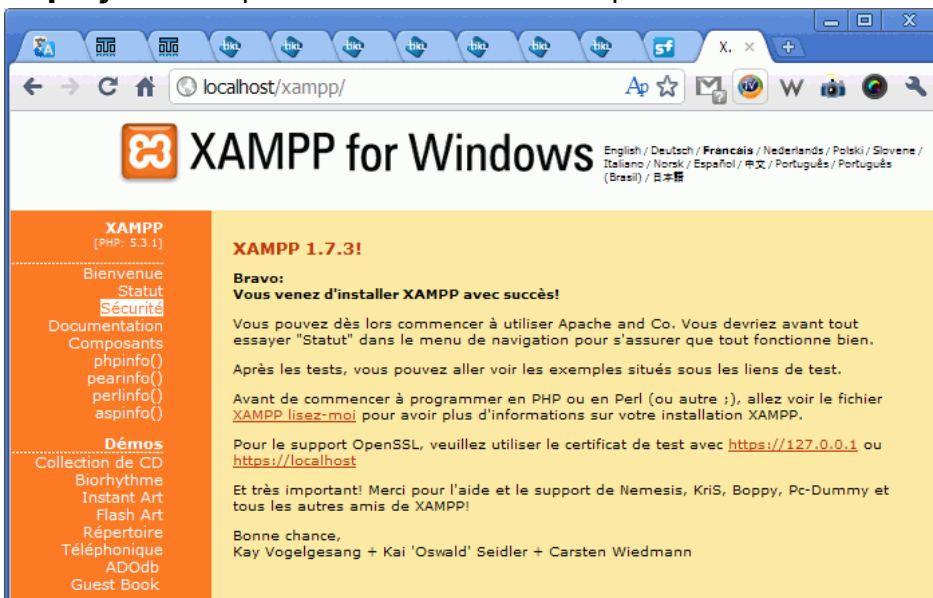 X.
localhost/xampp/
XAMPP for Windows
English / Deutsch / Francais / Nederlands / Polski / Slovene /
Italiano / Norsk / Español / 中文 / Português / Português
(Brasil) / 日本語
XAMPP
[PHP: 5.3.1]
Bienvenue
Statut
Sécurité
Documentation
Composants
phpinfo()
pearinfo()
perlinfo()
aspinfo()
Démos
Collection de CD
Biorhythme
Instant Art
Flash Art
Répertoire
Téléphonique
ADOdb
Guest Book
XAMPP 1.7.3!
Bravo:
Vous venez d'installer XAMPP avec succès!
Vous pouvez dès lors commencer à utiliser Apache and Co. Vous devriez avant tout
essayer "Statut" dans le menu de navigation pour s'assurer que tout fonctionne bien.
Après les tests, vous pouvez aller voir les exemples situés sous les liens de test.
Avant de commencer à programmer en PHP ou en Perl (ou autre ;), allez voir le fichier
XAMPP lisez-moi pour avoir plus d'informations sur votre installation XAMPP.
Pour le support OpenSSL, veuillez utiliser le certificat de test avec https://127.0.0.1 ou
https://localhost
Et très important! Merci pour l'aide et le support de Nemesis, KriS, Boppy, Pc-Dummy et
tous les autres amis de XAMPP!
Bonne chance,
Kay Vogelgesang + Kai 'Oswald' Seidler + Carsten Wiedmann